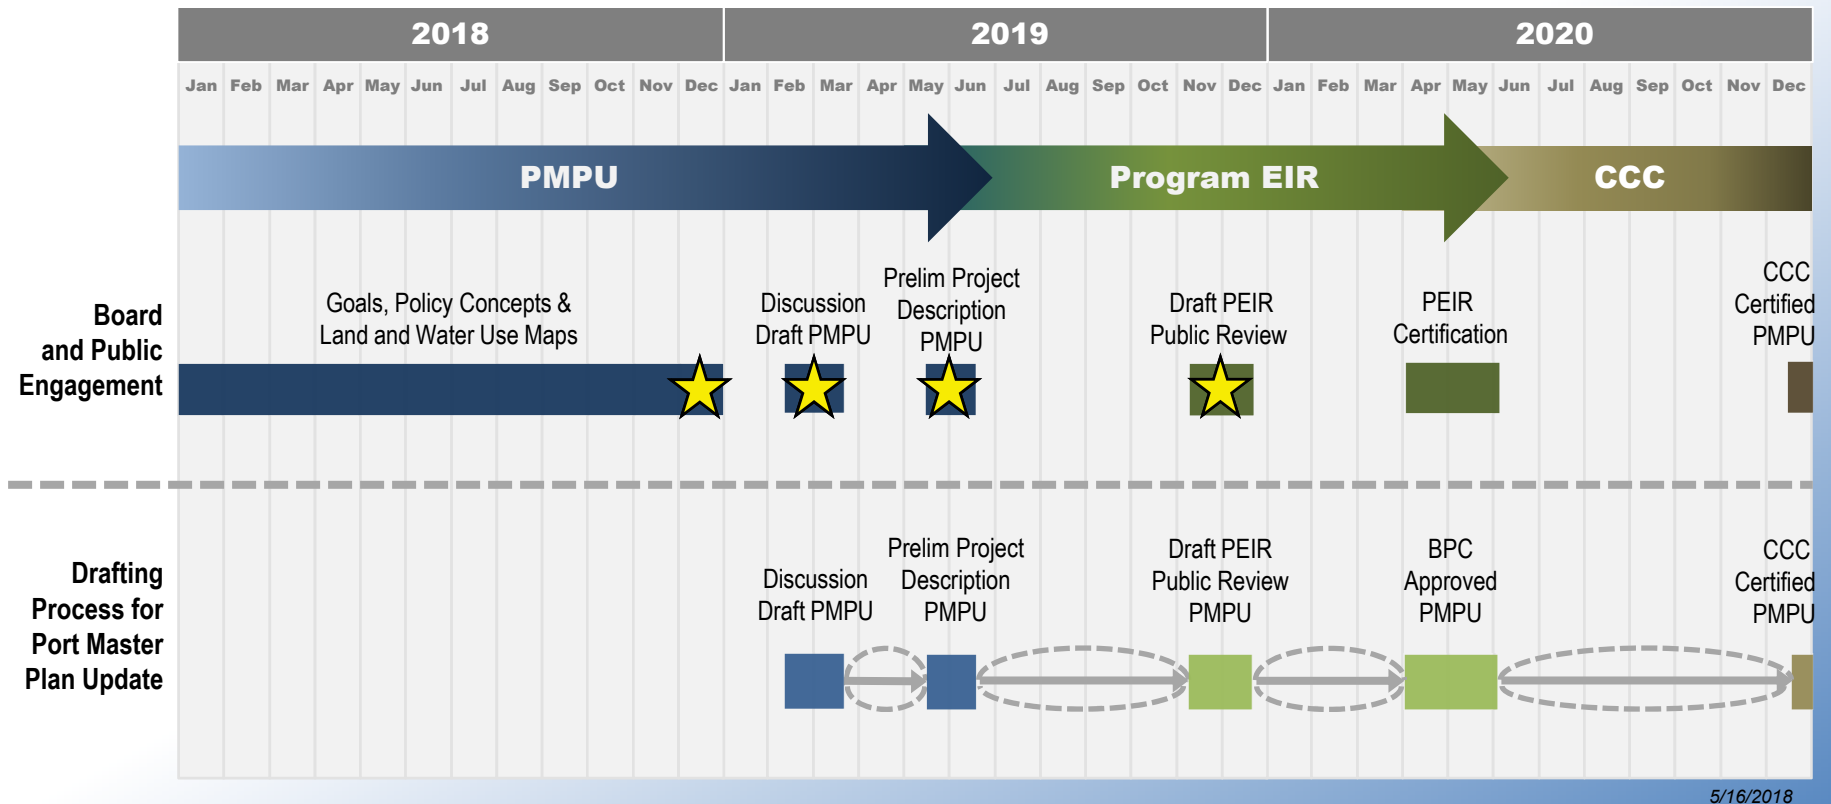 2018 2019 2020
Jan Feb Mar Apr May Jun Jul Aug Sep Oct Nov Dec Jan Feb Mar Apr May Jun Jul Aug Sep Oct Nov Dec Jan Feb Mar Apr May Jun Jul Aug Sep Oct Nov Dec
PMPU Program EIR CCC
Board
and Public
Engagement
Goals, Policy Concepts &
Land and Water Use Maps
Discussion
Draft PMPU
Prelim Project
Description
PMPU
Draft PEIR
Public Review
PEIR
Certification
CCC
Certified
PMPU
Drafting
Process for
Port Master
Plan Update
Discussion
Draft PMPU
Prelim Project
Description
PMPU
Draft PEIR
Public Review
PMPU
BPC
Approved
PMPU
CCC
Certified
PMPU
5/16/2018